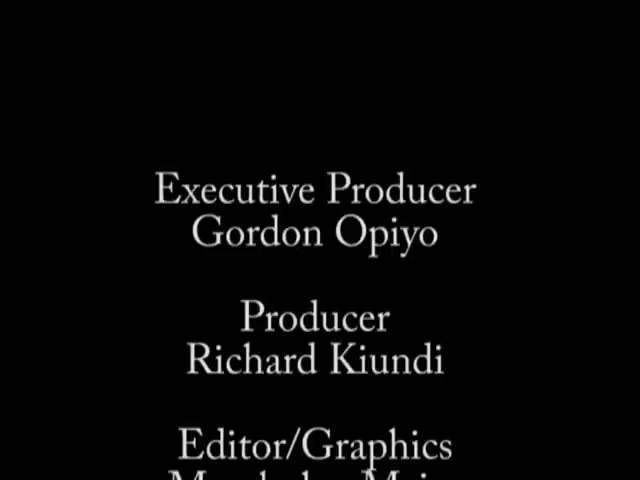 Executive Producer
Gordon Opiyo
Producer
Richard Kiundi
Editor/Graphics